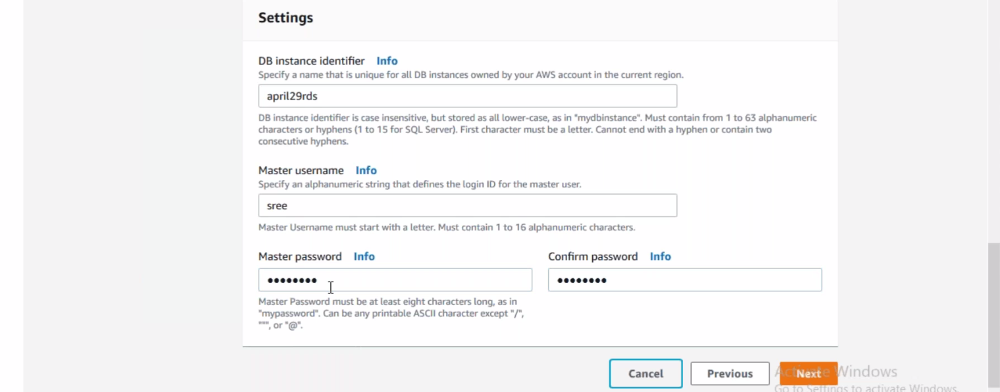 Settings
DB instance identifier Info
Specify a name that is unique for all DB instances owned by your AWS account in the current region.
april29rds
DB instance identifier is case insensitive, but stored as all lower-case, as in "mydbinstance". Must contain from 1 to 63 alphanumeric
characters or hyphens (1 to 15 for SQL Server). First character must be a letter. Cannot end with a hyphen or contain two
consecutive hyphens.
Master username Info
Specify an alphanumeric string that defines the login ID for the master user.
sree
Master Username must start with a letter. Must contain 1 to 16 alphanumeric characters.
Master password Info Confirm password Info
•••••••• ••••••••
Master Password must be at least eight characters long, as in
"mypassword". Can be any printable ASCII character except "/",
""", or "@".
Cancel Previous Next
Activate Windows
Go to Settings to activate Windows.